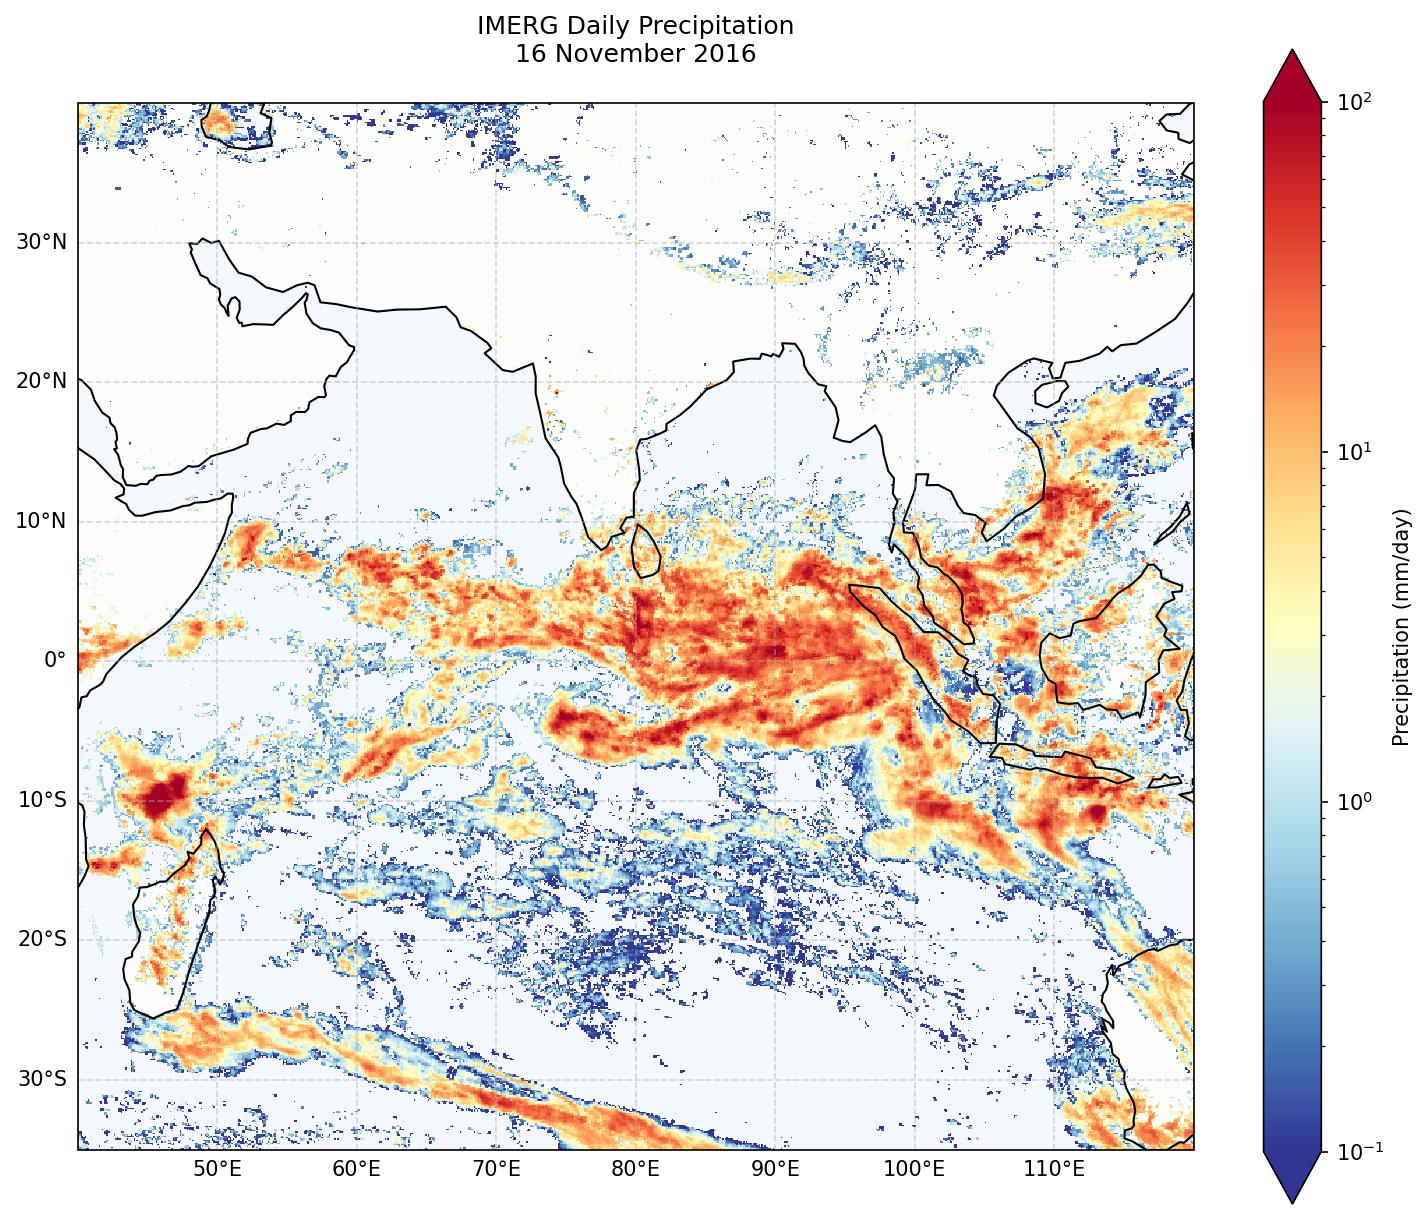 IMERG Daily Precipitation
16 November 2016
30°N
20°N
10°N
0°
10°S
20°S
30°S
50°E
60°E
70°E
80°E
90°E
100°E
110°E
10²
10¹
10⁰
10⁻¹
Precipitation (mm/day)